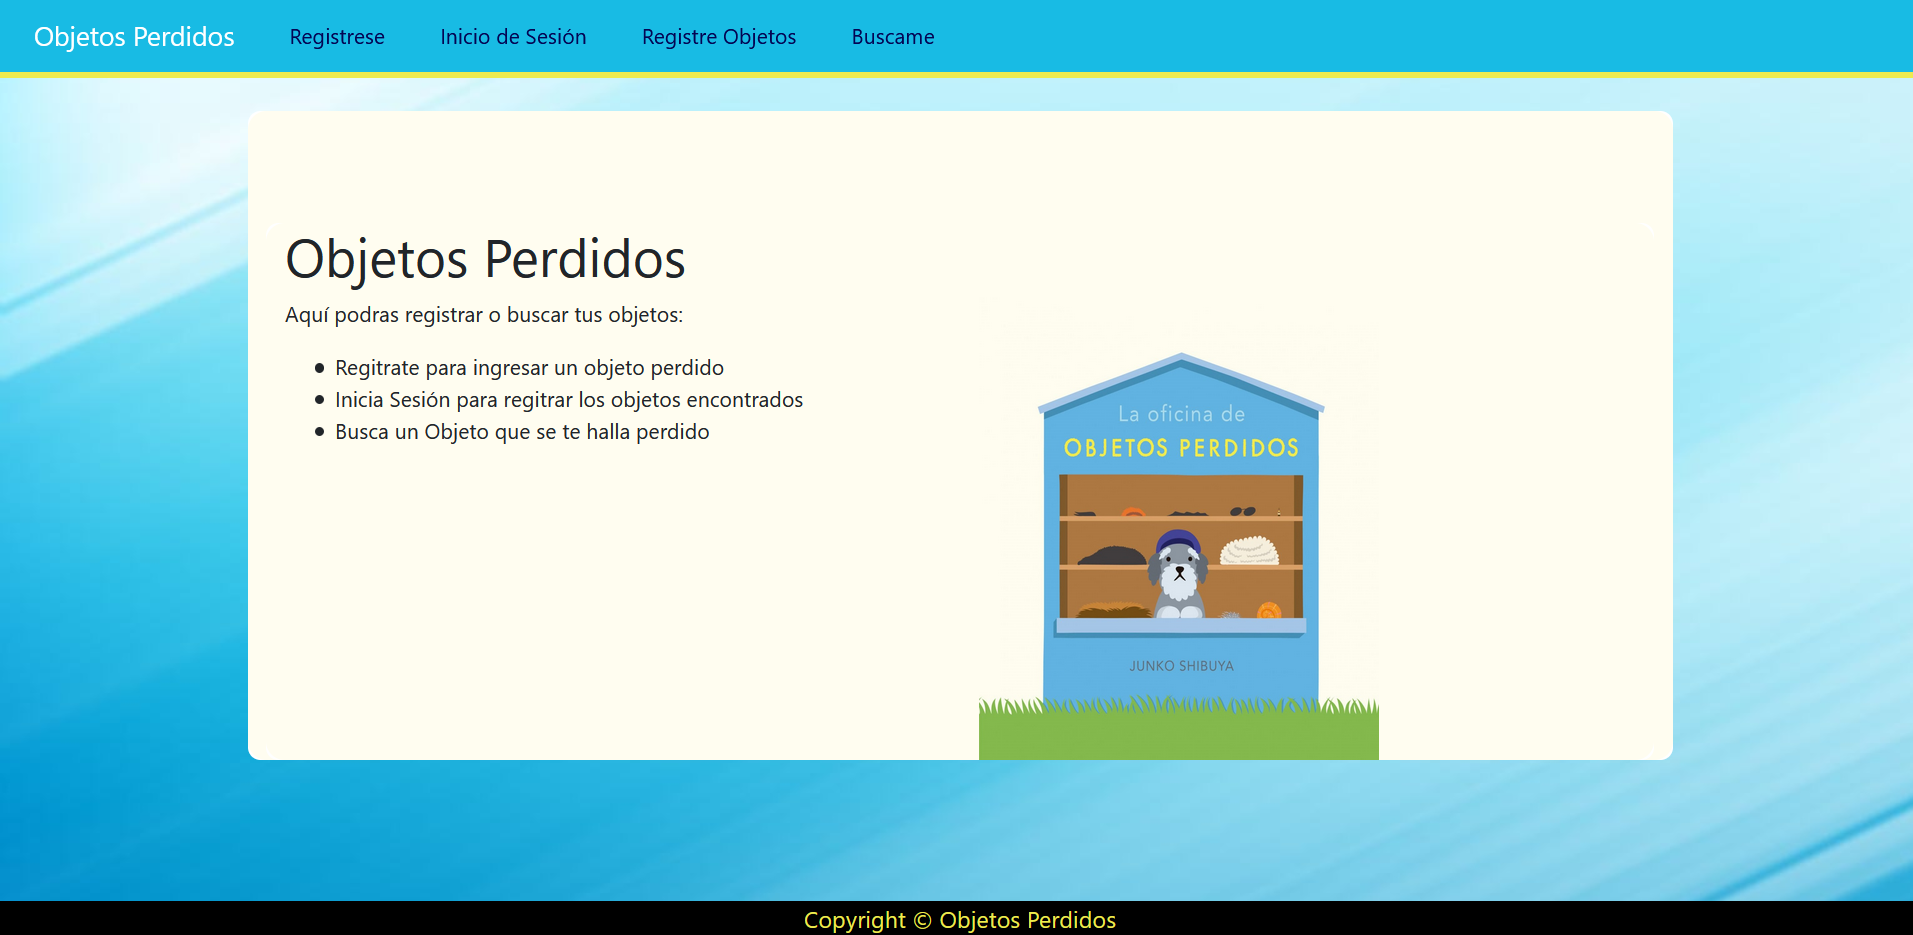 Objetos Perdidos Registrese Inicio de Sesión Registre Objetos Buscame
Objetos Perdidos
Aquí podras registrar o buscar tus objetos:
Regitrate para ingresar un objeto perdido
Inicia Sesión para regitrar los objetos encontrados
Busca un Objeto que se te halla perdido
La oficina de
OBJETOS PERDIDOS
JUNKO SHIBUYA
Copyright © Objetos Perdidos